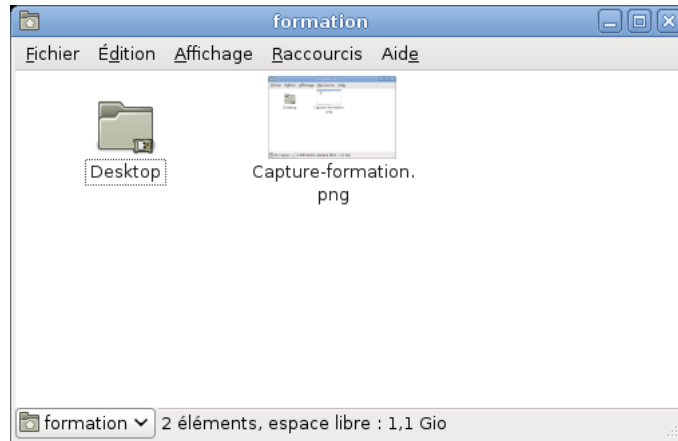 formation
Fichier Édition Affichage Raccourcis Aide
Desktop
Capture-formation.
png
formation 2 éléments, espace libre : 1,1 Gio